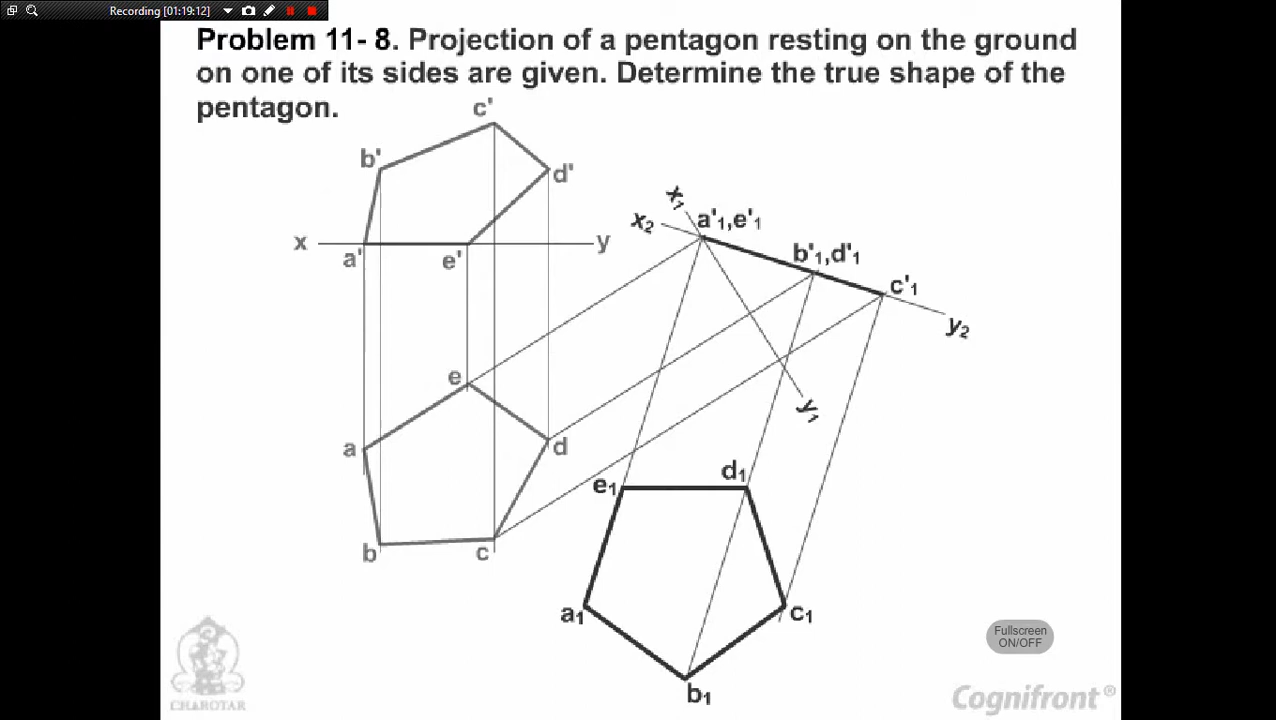 Recording [01:19:12]
Problem 11- 8. Projection of a pentagon resting on the ground
on one of its sides are given. Determine the true shape of the
pentagon.
c'
b'
d'
x
y
a'
e'
x₁
x₂
a'₁,e'₁
b'₁,d'₁
c'₁
y₂
y₁
e
a
d
b
c
e₁
d₁
a₁
c₁
b₁
Fullscreen
ON/OFF
CHAROTAR
Cognifront®